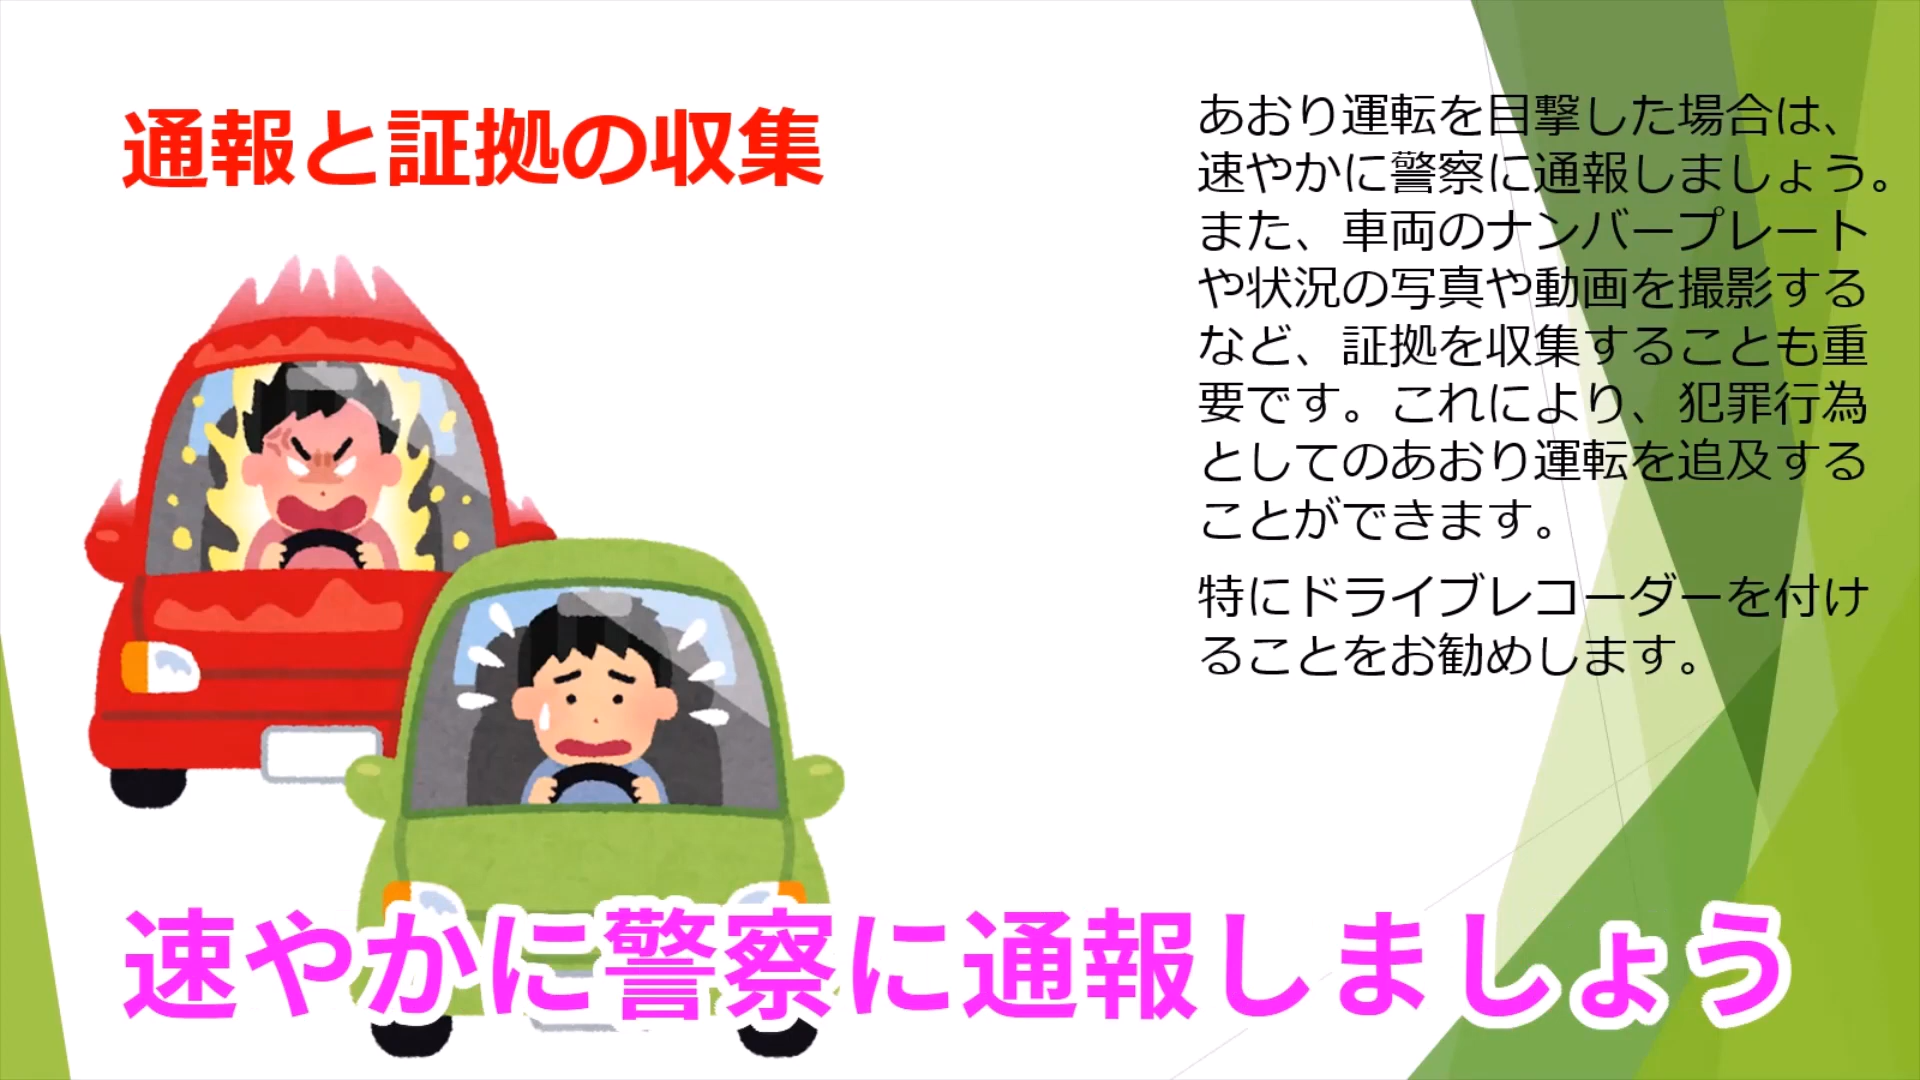 通報と証拠の収集
あおり運転を目撃した場合は、
速やかに警察に通報しましょう。
また、車両のナンバープレート
や状況の写真や動画を撮影する
など、証拠を収集することも重
要です。これにより、犯罪行為
としてのあおり運転を追及する
ことができます。
特にドライブレコーダーを付け
ることをお勧めします。
速やかに警察に通報しましょう